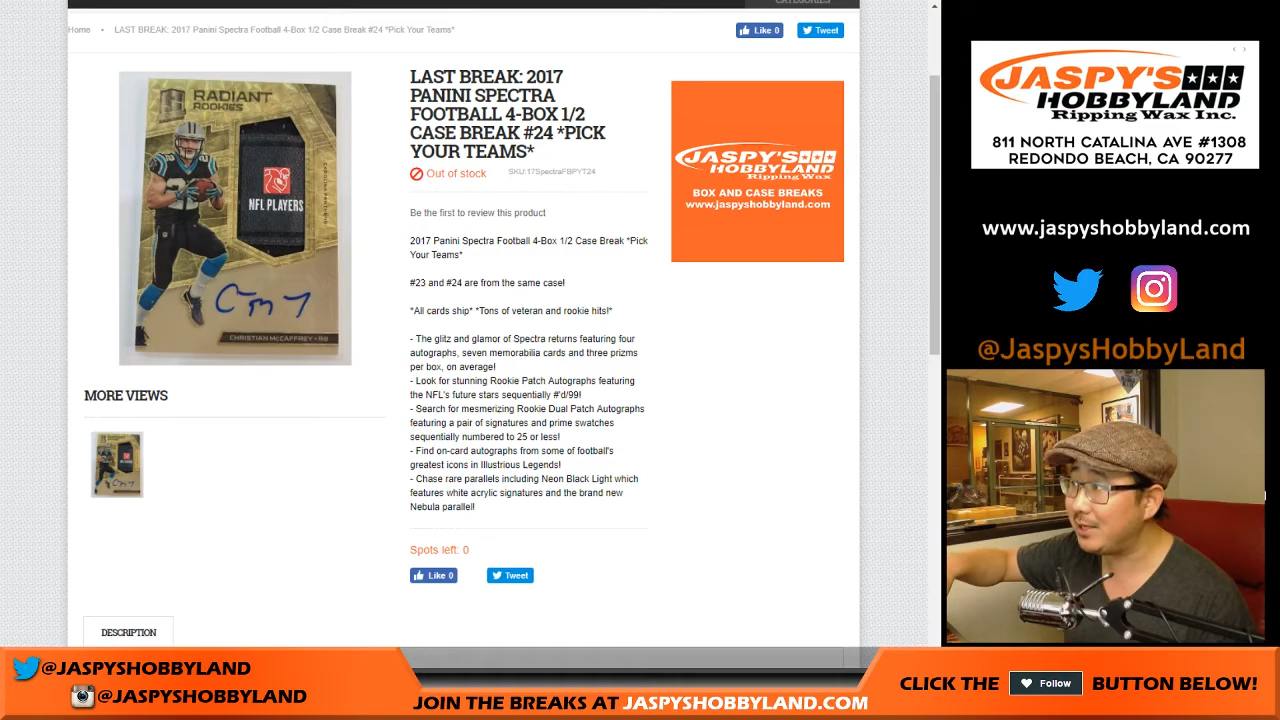 CATEGORIES
Home • LAST BREAK: 2017 Panini Spectra Football 4-Box 1/2 Case Break #24 *Pick Your Teams*
Like 0
Tweet
RADIANT
ROOKIES
NFL PLAYERS
CAROLINA PANTHERS
CHRISTIAN McCAFFREY • RB
LAST BREAK: 2017
PANINI SPECTRA
FOOTBALL 4-BOX 1/2
CASE BREAK #24 *PICK
YOUR TEAMS*
Out of stock
SKU:17SpectraFBPYT24
Be the first to review this product
2017 Panini Spectra Football 4-Box 1/2 Case Break *Pick
Your Teams*
#23 and #24 are from the same case!
*All cards ship* *Tons of veteran and rookie hits!*
- The glitz and glamor of Spectra returns featuring four
autographs, seven memorabilia cards and three prizms
per box, on average!
- Look for stunning Rookie Patch Autographs featuring
the NFL's future stars sequentially #'d/99!
- Search for mesmerizing Rookie Dual Patch Autographs
featuring a pair of signatures and prime swatches
sequentially numbered to 25 or less!
- Find on-card autographs from some of football's
greatest icons in Illustrious Legends!
- Chase rare parallels including Neon Black Light which
features white acrylic signatures and the brand new
Nebula parallel!
Spots left: 0
Like 0
Tweet
MORE VIEWS
DESCRIPTION
JASPY'S
HOBBYLAND
Ripping Wax
BOX AND CASE BREAKS
www.jaspyshobbyland.com
JASPY'S
HOBBYLAND
Ripping Wax Inc.
811 NORTH CATALINA AVE #1308
REDONDO BEACH, CA 90277
www.jaspyshobbyland.com
@JaspysHobbyLand
@JASPYSHOBBYLAND
@JASPYSHOBBYLAND
JOIN THE BREAKS AT JASPYSHOBBYLAND.COM
CLICK THE Follow BUTTON BELOW!